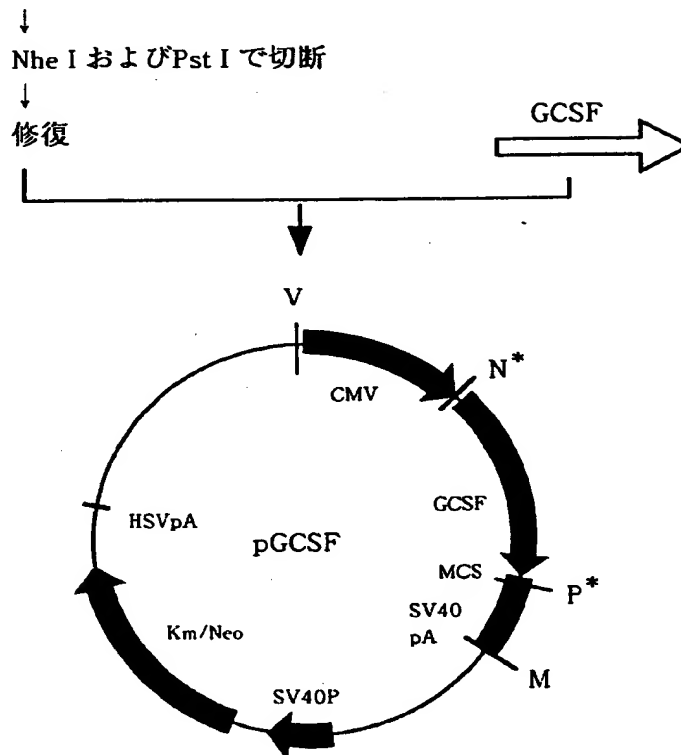 ↓
Nhe I およびPst I で切断
↓
修復
GCSF
V
N*
CMV
GCSF
HSVpA
pGCSF
MCS
P*
SV40
pA
Km/Neo
M
SV40P